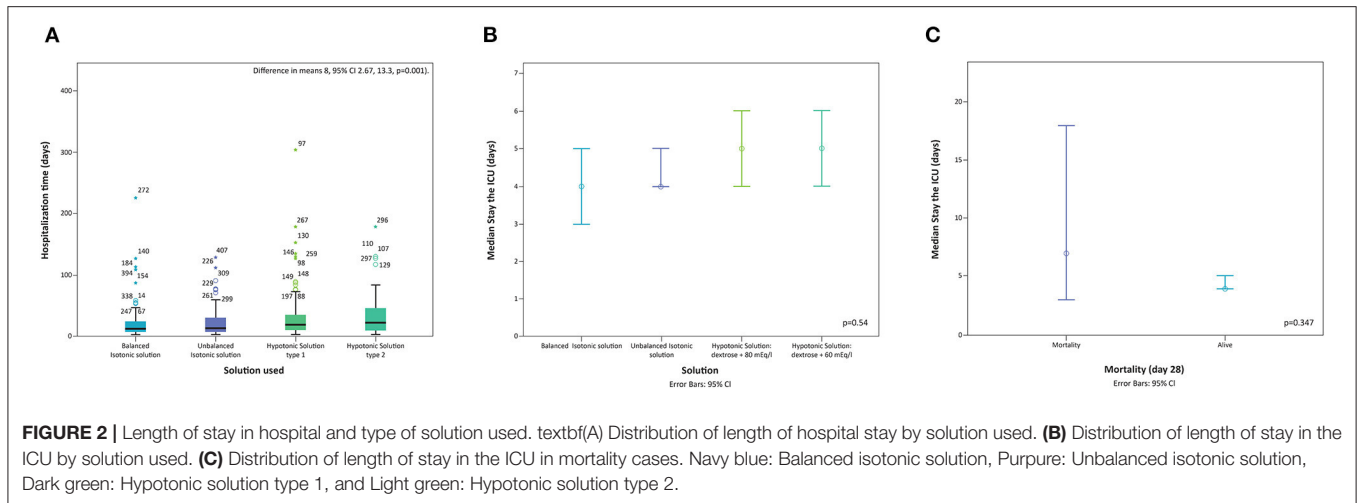 A
Difference in means 8, 95% CI 2.67, 13.3, p=0.001).
Hospitalization time (days)
400
300
200
100
0
272
140
184
394
154
338
14
247
67
407
226
309
229
261
299
97
267
130
146
259
98
149
148
197
88
296
110
107
297
129
Balanced
Isotonic solution
Unbalanced
Isotonic solution
Hypotonic Solution
type 1
Hypotonic Solution
type 2
Solution used
B
Median Stay the ICU (days)
7
6
5
4
3
2
1
0
p=0.54
Balanced Isotonic solution
Unbalanced Isotonic
solution
Hypotonic Solution:
dextrose + 80 mEq/l
Hypotonic Solution:
dextrose + 60 mEq/l
Solution
Error Bars: 95% CI
C
Median Stay the ICU (days)
20
15
10
5
0
p=0.347
Mortality
Alive
Mortality (day 28)
Error Bars: 95% CI
FIGURE 2 | Length of stay in hospital and type of solution used. textbf(A) Distribution of length of hospital stay by solution used. (B) Distribution of length of stay in the
ICU by solution used. (C) Distribution of length of stay in the ICU in mortality cases. Navy blue: Balanced isotonic solution, Purpure: Unbalanced isotonic solution,
Dark green: Hypotonic solution type 1, and Light green: Hypotonic solution type 2.